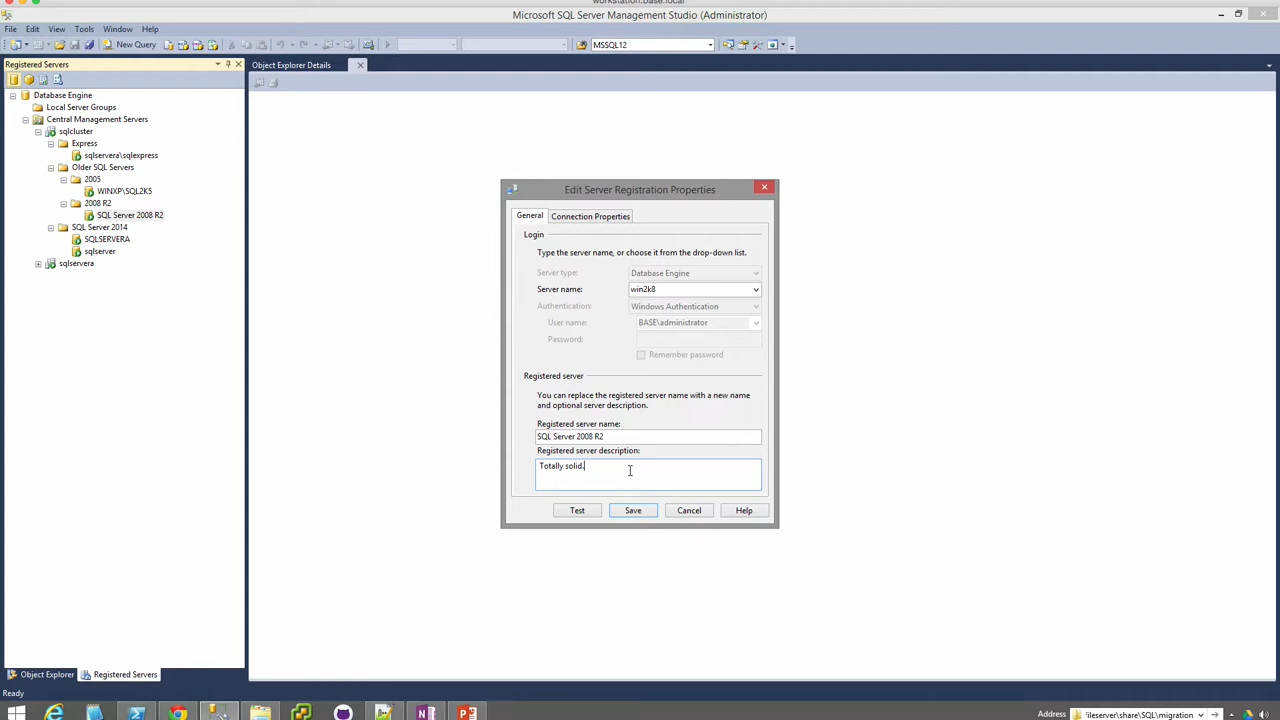 workstation.base.local
Microsoft SQL Server Management Studio (Administrator)
File Edit View Tools Window Help
New Query
MSSQL12
Registered Servers
Object Explorer Details
Database Engine
Local Server Groups
Central Management Servers
sqlcluster
Express
sqlservera\sqlexpress
Older SQL Servers
2005
WINXP\SQL2K5
2008 R2
SQL Server 2008 R2
SQL Server 2014
SQLSERVERA
sqlserver
sqlservera
Edit Server Registration Properties
General Connection Properties
Login
Type the server name, or choose it from the drop-down list.
Server type: Database Engine
Server name: win2k8
Authentication: Windows Authentication
User name: BASE\administrator
Password:
Remember password
Registered server
You can replace the registered server name with a new name
and optional server description.
Registered server name:
SQL Server 2008 R2
Registered server description:
Totally solid.
Test Save Cancel Help
Object Explorer Registered Servers
Ready
Address 'ileserver\share\SQL\migration